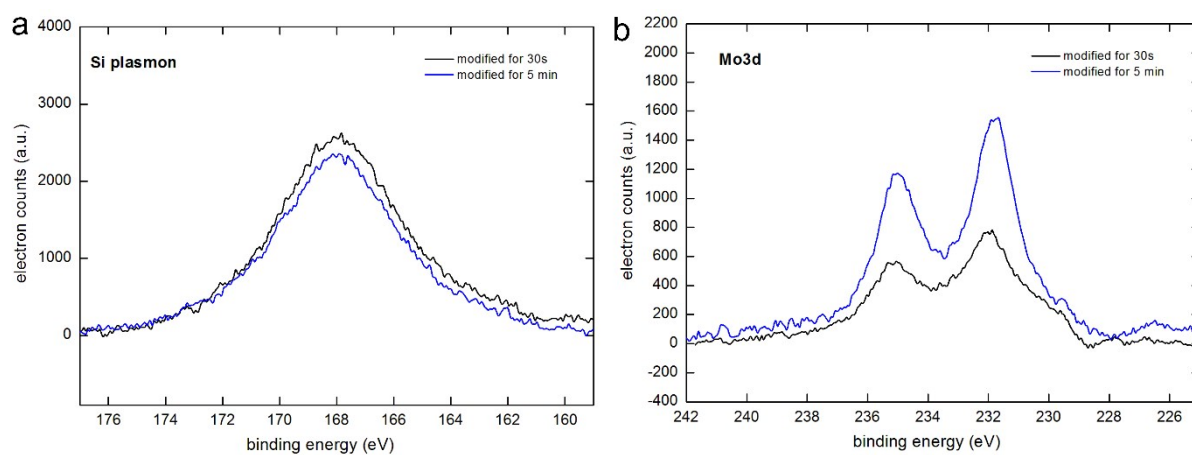 a
Si plasmon
modified for 30s
modified for 5 min
4000
3000
2000
1000
0
electron counts (a.u.)
176 174 172 170 168 166 164 162 160
binding energy (eV)
b
Mo3d
modified for 30s
modified for 5 min
2200
2000
1800
1600
1400
1200
1000
800
600
400
200
0
-200
-400
electron counts (a.u.)
242 240 238 236 234 232 230 228 226
binding energy (eV)